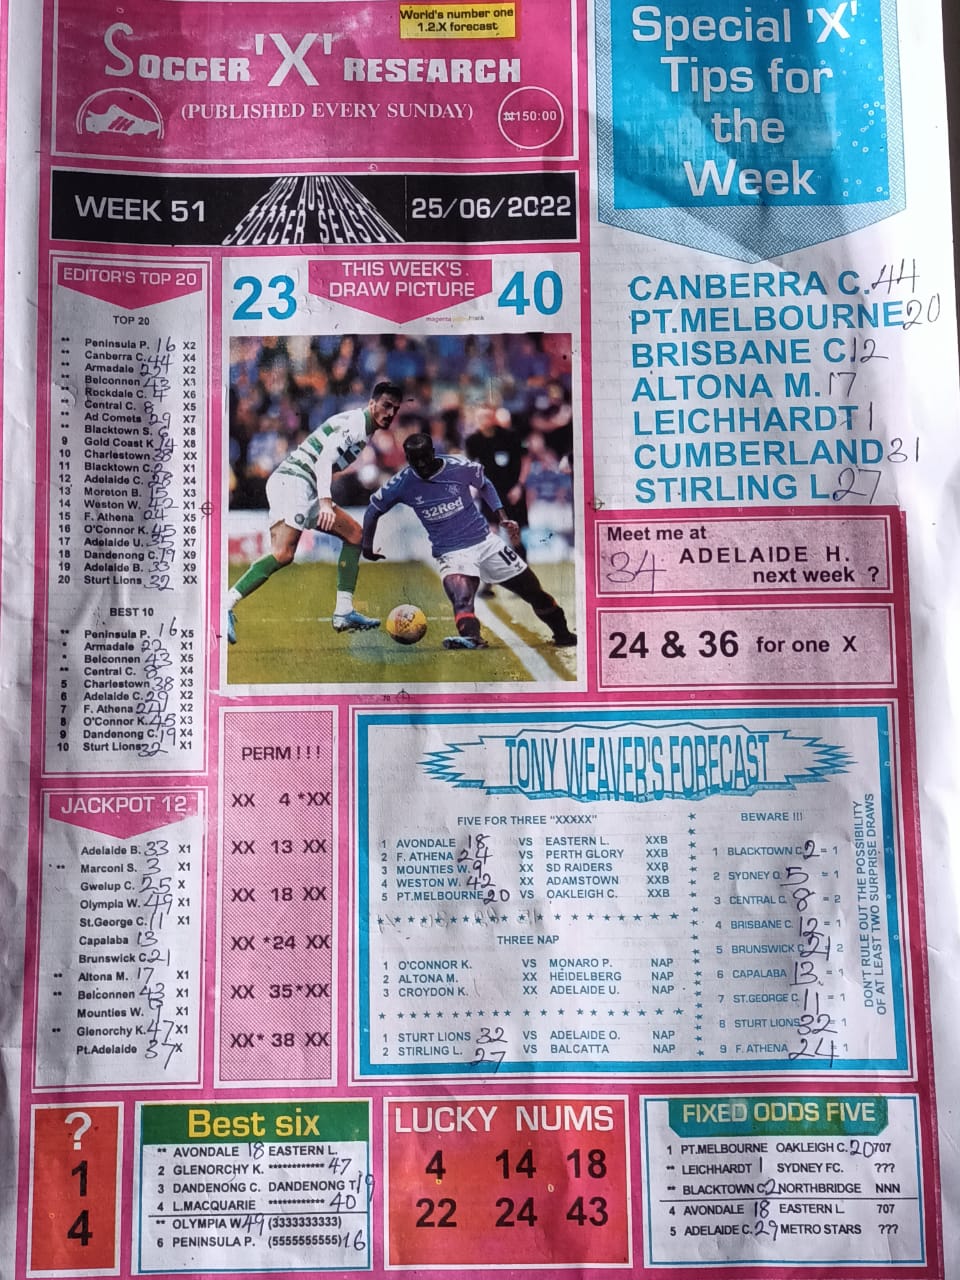 World's number one
1.2.X forecast
SOCCER 'X' RESEARCH
(PUBLISHED EVERY SUNDAY)
₦150:00
Special 'X'
Tips for
the
Week
WEEK 51
2022 AUSTRALIAN
SOCCER SEASON
25/06/2022
CANBERRA C. 44
PT.MELBOURNE 20
BRISBANE C. 12
ALTONA M. 17
LEICHHARDT 1
CUMBERLAND 31
STIRLING L. 27
EDITOR'S TOP 20
TOP 20
** Peninsula P. 16 X2
** Canberra C. 44 X4
** Armadale X2
** Belconnen 43 X3
** Rockdale C. 4 X6
** Central C. 8 X5
** Ad Comets 29 X7
** Blacktown S. 6 X8
9 Gold Coast K. 24 X8
10 Charlestown 38 XX
11 Blacktown C. 2 X1
12 Adelaide C. 28 X4
13 Moreton B. 15 X3
14 Weston W. 42 X1
15 F. Athena 24 X5
16 O'Connor K. 45 X6
17 Adelaide U. 35 X7
18 Dandenong C. 19 X9
19 Adelaide B. 33 X9
20 Sturt Lions 32 XX
BEST 10
** Peninsula P. 16 X5
* Armadale 22 X1
* Belconnen 43 X5
** Central C. 8 X4
5 Charlestown 38 X3
6 Adelaide C. 29 X2
7 F. Athena 24 X2
8 O'Connor K. 45 X3
9 Dandenong C. 19 X4
10 Sturt Lions 32 X1
23
THIS WEEK'S
DRAW PICTURE
40
32Red
16
Meet me at
34 ADELAIDE H.
next week ?
24 & 36 for one X
JACKPOT 12
Adelaide B. 33 X1
** Marconi S. 3 X1
Gwelup C. 25 X
Olympia W. 49 X1
St.George C. 11 X1
Capalaba 13
Brunswick C. 21
** Altona M. 17 X1
** Belconnen 43 X1
Mounties W. 9 X1
** Glenorchy K. 47 X1
Pt.Adelaide 37 X
PERM ! ! !
XX 4 *XX
XX 13 XX
XX 18 XX
XX *24 XX
XX 35*XX
XX* 38 XX
TONY WEAVER'S FORECAST
FIVE FOR THREE "XXXXX"
1 AVONDALE 18 VS EASTERN L. XXB
2 F. ATHENA 24 VS PERTH GLORY XXB
3 MOUNTIES W. 9 VS SD RAIDERS XXB
4 WESTON W. 42 VS ADAMSTOWN XXB
5 PT.MELBOURNE 20 VS OAKLEIGH C. XXB
THREE NAP
1 O'CONNOR K. VS MONARO P. NAP
2 ALTONA M. XX HEIDELBERG NAP
3 CROYDON K. XX ADELAIDE U. NAP
1 STURT LIONS 32 VS ADELAIDE O. NAP
2 STIRLING L. 27 VS BALCATTA NAP
BEWARE !!!
1 BLACKTOWN C. 2 = 1
2 SYDNEY O. 5 = 1
3 CENTRAL C. 8 = 2
4 BRISBANE C. 12 = 1
5 BRUNSWICK C. 21 2
6 CAPALABA 13 = 1
7 ST.GEORGE C. 11 = 1
8 STURT LIONS 32 1
9 F. ATHENA 24 1
DON'T RULE OUT THE POSSIBILITY
OF AT LEAST TWO SURPRISE DRAWS
?
1
4
Best six
** AVONDALE 18 EASTERN L.
2 GLENORCHY K. ************ 47
3 DANDENONG C. DANDENONG T 19
4 L.MACQUARIE ************ 40
** OLYMPIA W 49 (3333333333)
6 PENINSULA P. (5555555555) 16
LUCKY NUMS
4 14 18
22 24 43
FIXED ODDS FIVE
1 PT.MELBOURNE OAKLEIGH C. 20 707
** LEICHHARDT 1 SYDNEY FC. ???
** BLACKTOWN C 2 NORTHBRIDGE NNN
4 AVONDALE 18 EASTERN L 707
5 ADELAIDE C. 29 METRO STARS ???